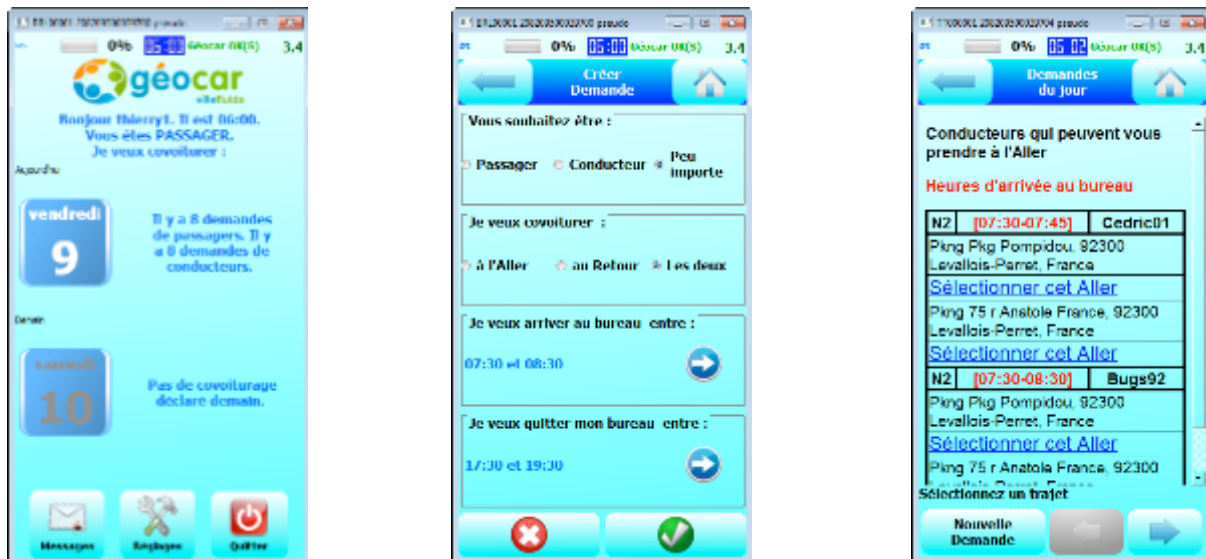 0%
Géocar OK(S)
3.4
géocar
villefluide
Bonjour thierry1. Il est 06:00.
Vous êtes PASSAGER.
Je veux covoiturer :
Aujourd'hui
vendredi
9
Il y a 8 demandes
de passagers. Il y
a 8 demandes de
conducteurs.
Demain
samedi
10
Pas de covoiturage
déclaré demain.
Messages
Réglages
Quitter
0%
Géocar OK(S)
3.4
Créer
Demande
Vous souhaitez être :
Passager
Conducteur
Peu
importe
Je veux covoiturer :
à l'Aller
au Retour
Les deux
Je veux arriver au bureau entre :
07:30 et 08:30
Je veux quitter mon bureau entre :
17:30 et 19:30
0%
Géocar OK(S)
3.4
Demandes
du jour
Conducteurs qui peuvent vous
prendre à l'Aller
Heures d'arrivée au bureau
N2 [07:30-07:45] Cedric01
Pkng Pkg Pompidou, 92300
Levallois-Perret, France
Sélectionner cet Aller
Pkng 75 r Anatole France, 92300
Levallois-Perret, France
Sélectionner cet Aller
N2 [07:30-08:30] Bugs92
Pkng Pkg Pompidou, 92300
Levallois-Perret, France
Sélectionner cet Aller
Pkng 75 r Anatole France, 92300
Sélectionnez un trajet
Nouvelle
Demande